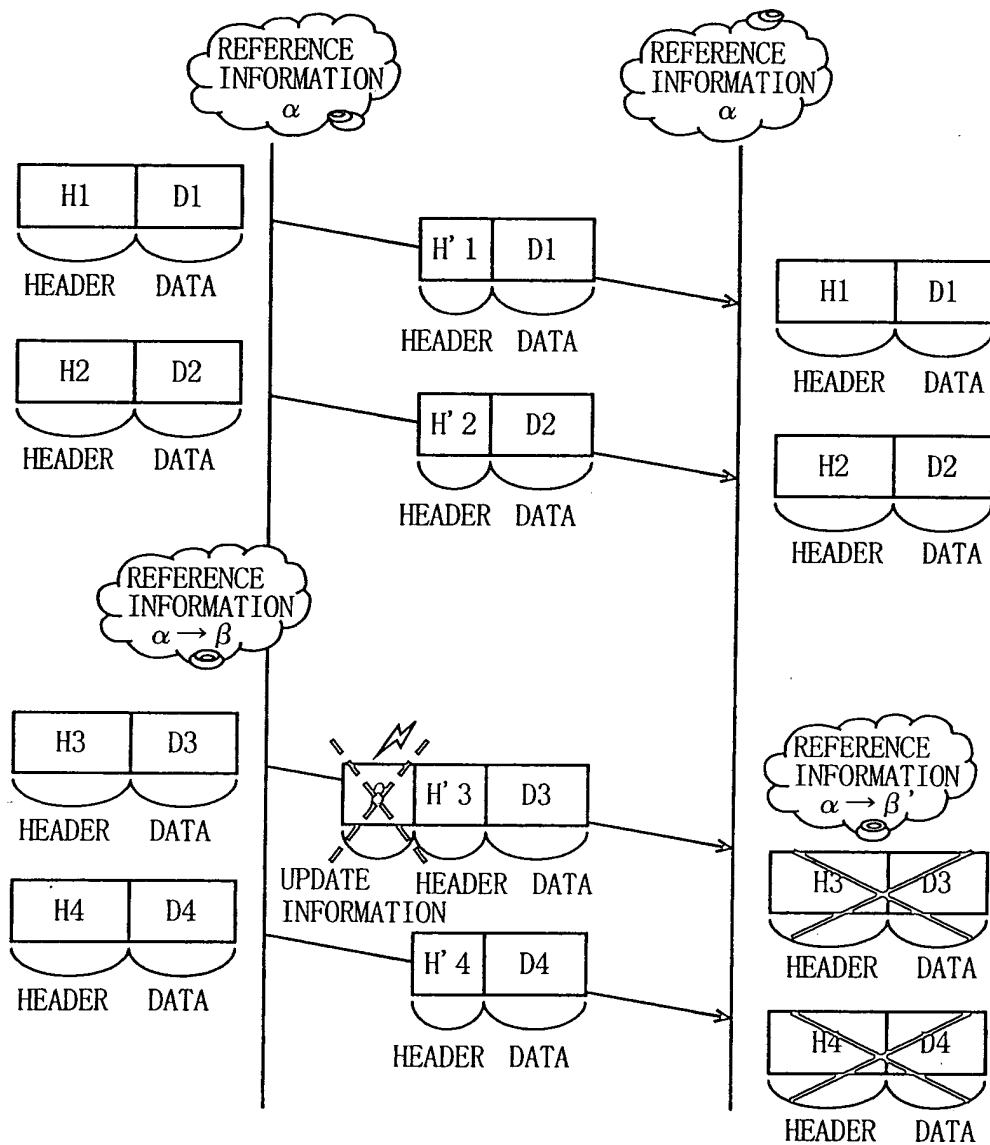 REFERENCE
INFORMATION
α
REFERENCE
INFORMATION
α
H1 D1
HEADER DATA
H'1 D1
HEADER DATA
H1 D1
HEADER DATA
H2 D2
HEADER DATA
H'2 D2
HEADER DATA
H2 D2
HEADER DATA
REFERENCE
INFORMATION
α → β
H3 D3
HEADER DATA
H'3 D3
UPDATE
INFORMATION
HEADER DATA
REFERENCE
INFORMATION
α → β'
H3 D3
HEADER DATA
H4 D4
HEADER DATA
H'4 D4
HEADER DATA
H4 D4
HEADER DATA